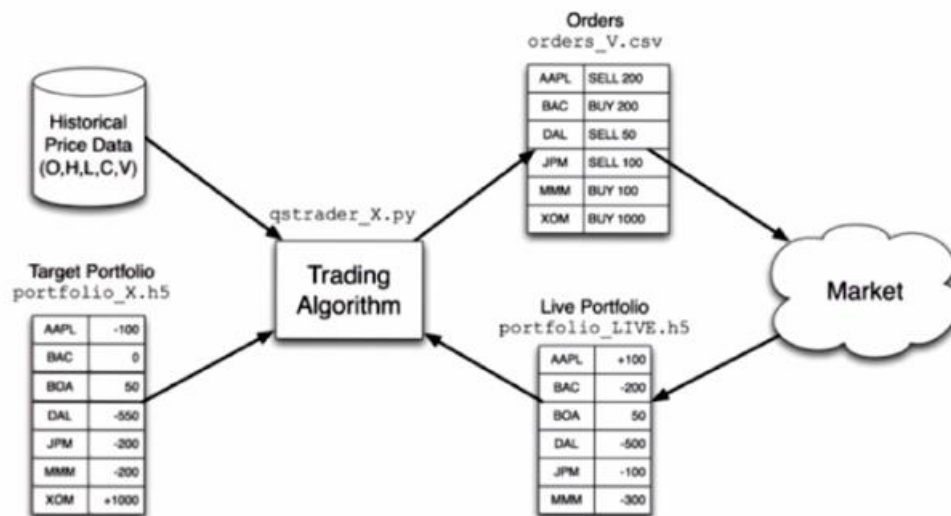 Orders
orders_V.csv
AAPL SELL 200
BAC BUY 200
DAL SELL 50
JPM SELL 100
MMM BUY 100
XOM BUY 1000
Historical
Price Data
(O,H,L,C,V)
qstrader_X.py
Trading
Algorithm
Target Portfolio
portfolio_X.h5
AAPL -100
BAC 0
BOA 50
DAL -550
JPM -200
MMM -200
XOM +1000
Live Portfolio
portfolio_LIVE.h5
AAPL +100
BAC -200
BOA 50
DAL -500
JPM -100
MMM -300
Market